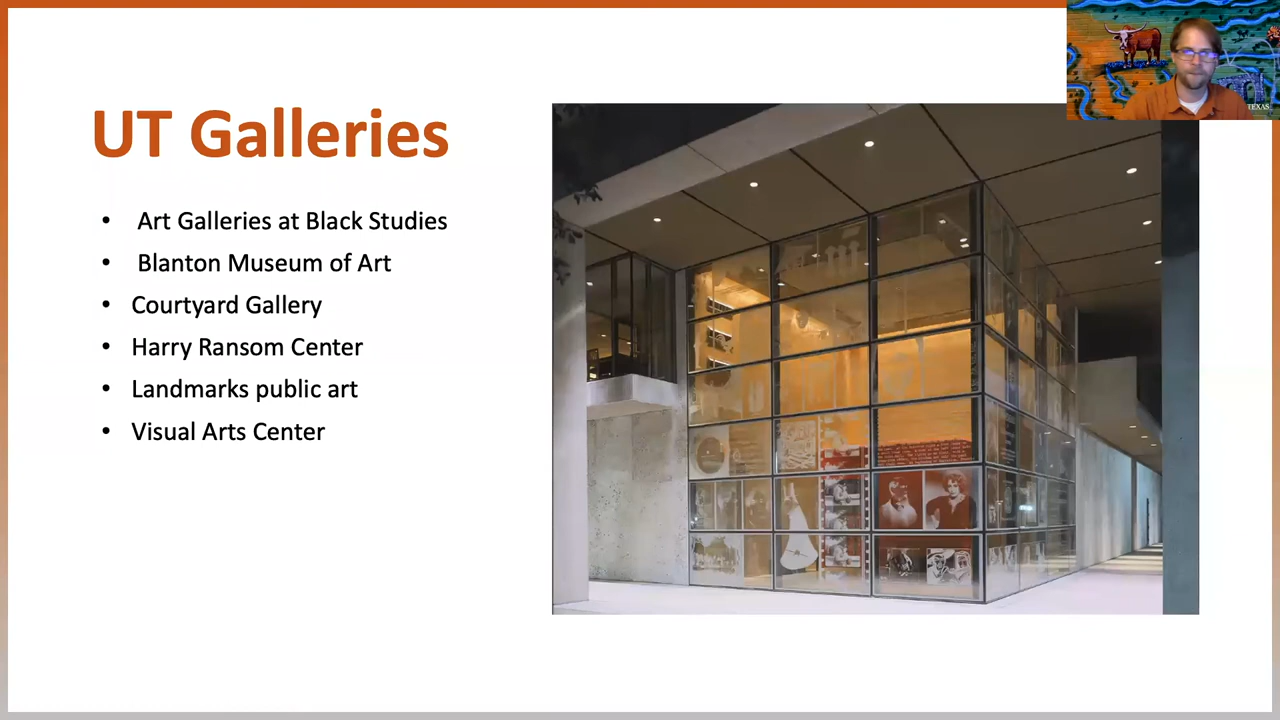 UT Galleries
• Art Galleries at Black Studies
• Blanton Museum of Art
• Courtyard Gallery
• Harry Ransom Center
• Landmarks public art
• Visual Arts Center
TEXAS